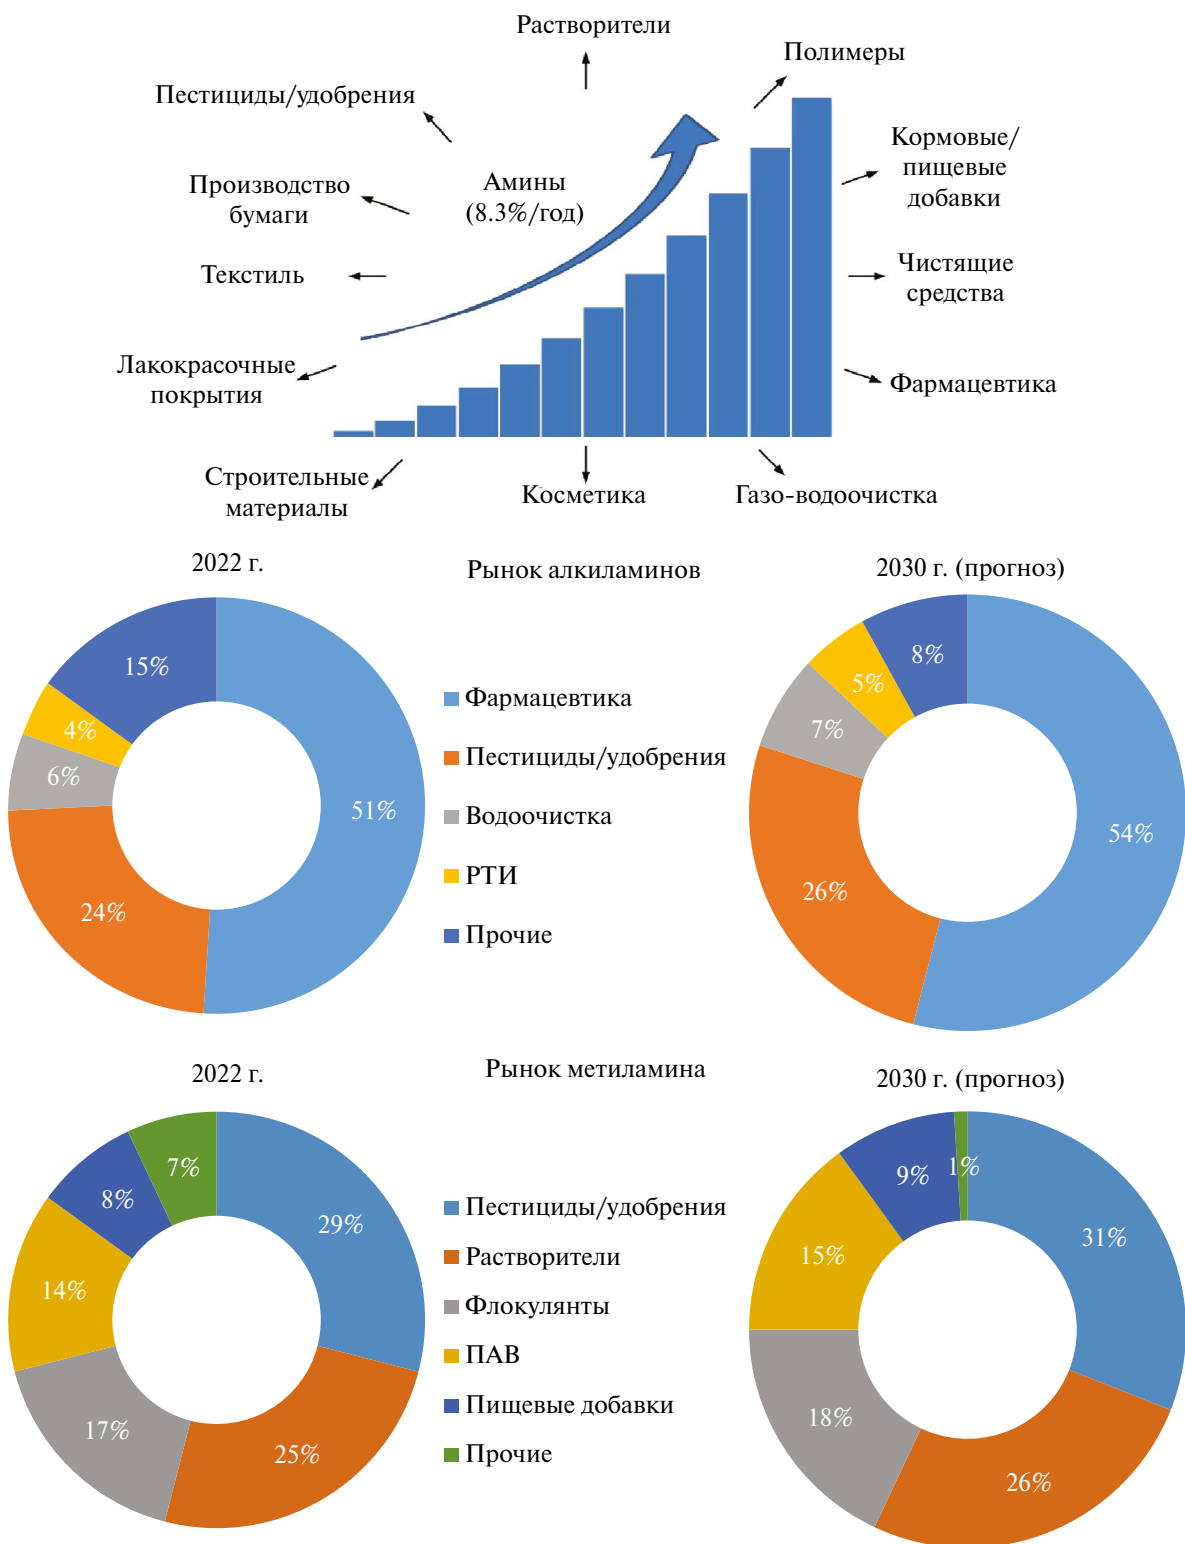 Растворители
Полимеры
Пестициды/удобрения
Кормовые/
пищевые
добавки
Производство
бумаги
Амины
(8.3%/год)
Текстиль
Чистящие
средства
Лакокрасочные
покрытия
Фармацевтика
Строительные
материалы
Косметика
Газо-водоочистка
2022 г.
Рынок алкиламинов
2030 г. (прогноз)
15%
4%
6%
24%
51%
Фармацевтика
Пестициды/удобрения
Водоочистка
РТИ
Прочие
8%
5%
7%
26%
54%
2022 г.
Рынок метиламина
2030 г. (прогноз)
7%
8%
14%
17%
25%
29%
Пестициды/удобрения
Растворители
Флокулянты
ПАВ
Пищевые добавки
Прочие
1%
9%
15%
18%
26%
31%